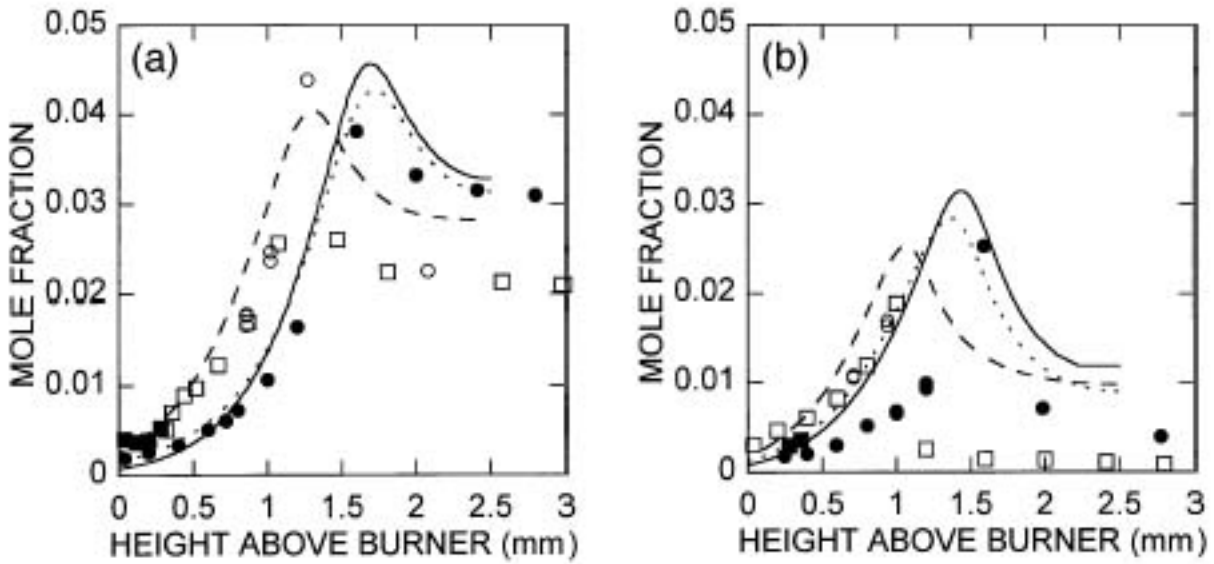 (a)
MOLE FRACTION
0.05
0.04
0.03
0.02
0.01
0
0 0.5 1 1.5 2 2.5 3
HEIGHT ABOVE BURNER (mm)
(b)
MOLE FRACTION
0.05
0.04
0.03
0.02
0.01
0
0 0.5 1 1.5 2 2.5 3
HEIGHT ABOVE BURNER (mm)